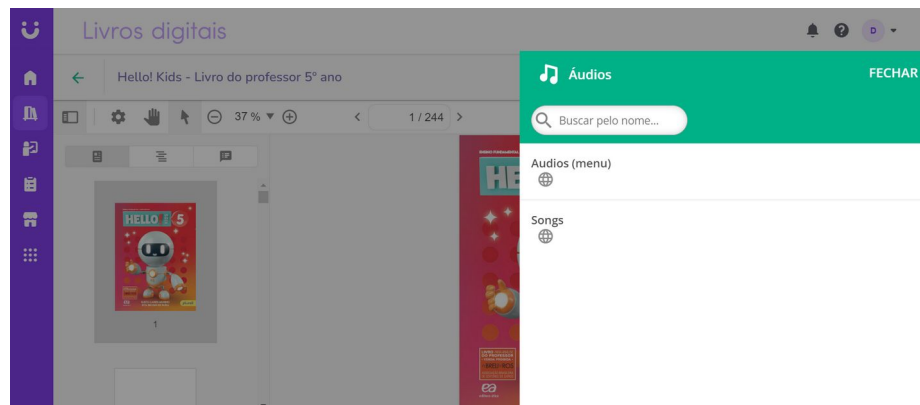 Livros digitais
D
Hello! Kids - Livro do professor 5º ano
37 %
1 / 244
HELLO 5
1
HE
Áudios
FECHAR
Buscar pelo nome...
Audios (menu)
Songs